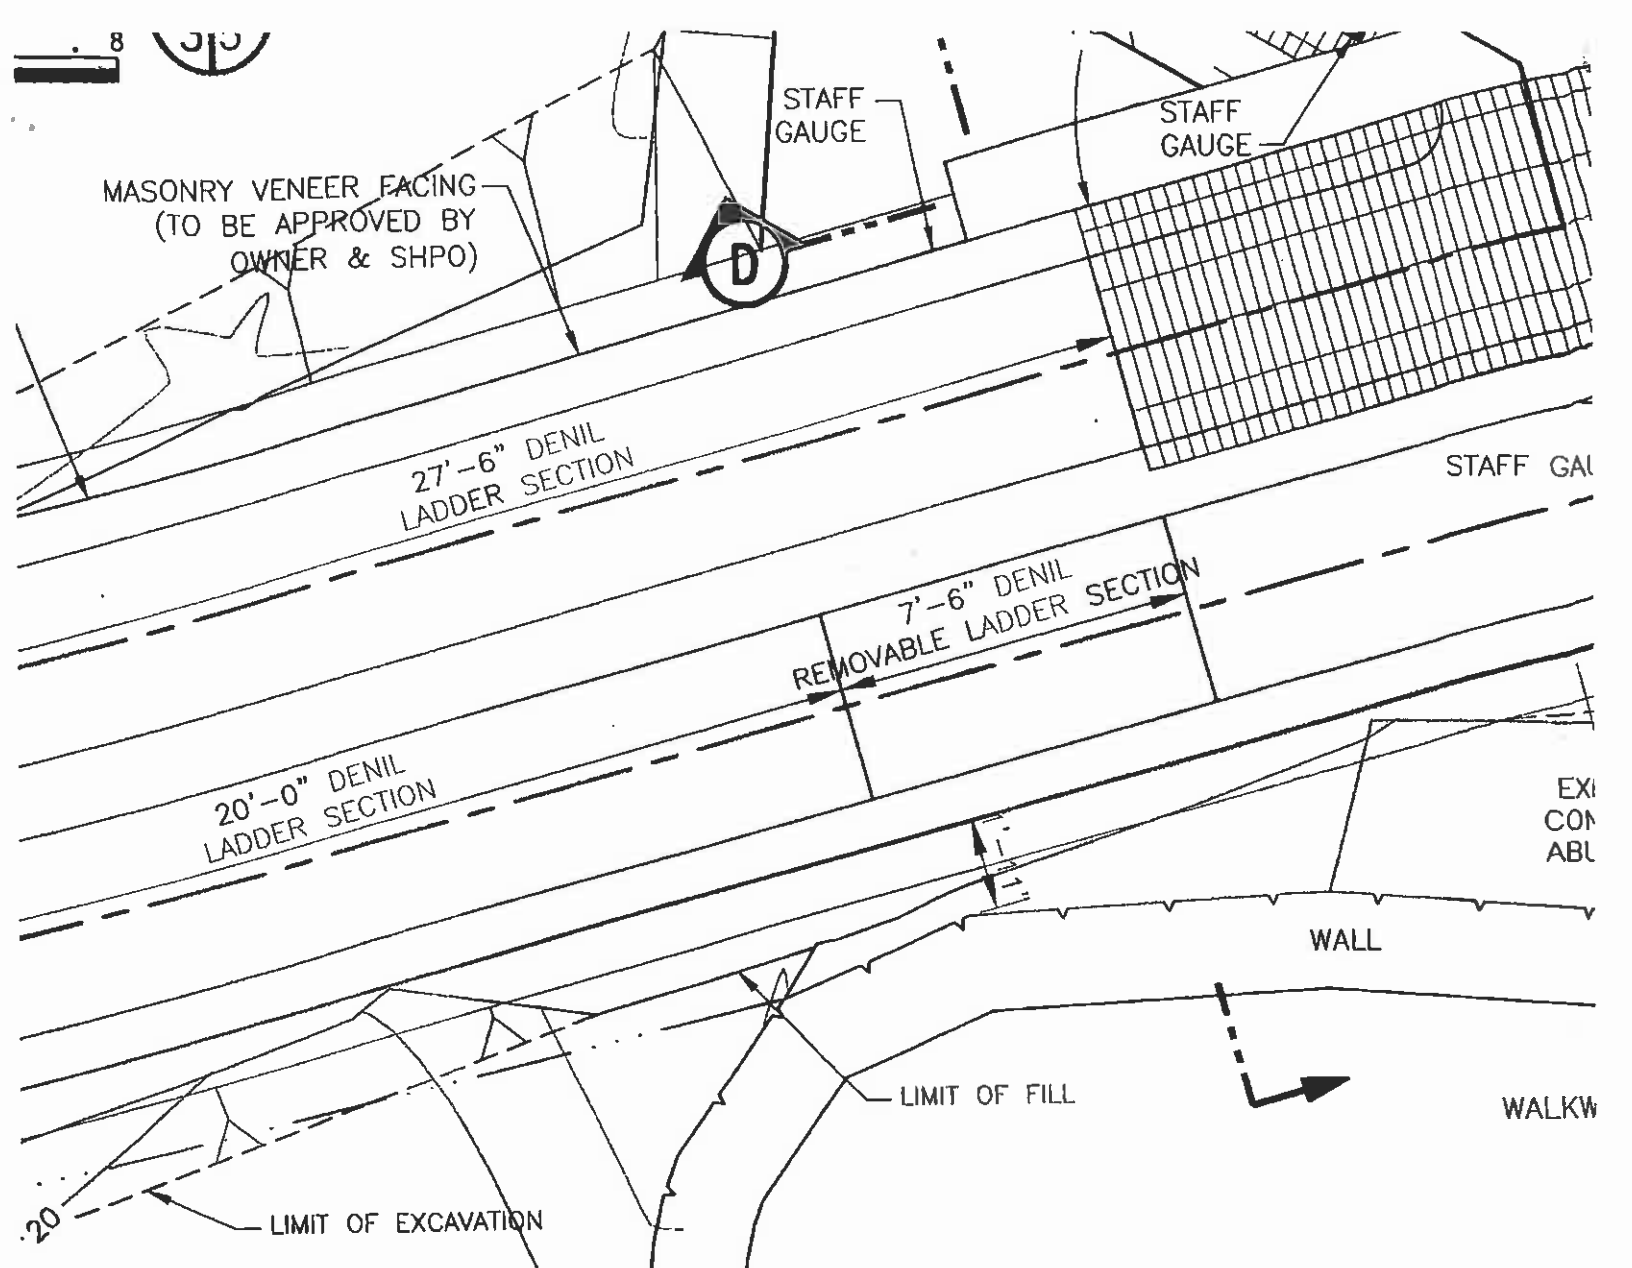 8
35
STAFF
GAUGE
STAFF
GAUGE
MASONRY VENEER FACING
(TO BE APPROVED BY
OWNER & SHPO)
D
27'-6" DENIL
LADDER SECTION
STAFF
7'-6" DENIL
REMOVABLE LADDER SECTION
20'-0" DENIL
LADDER SECTION
WALL
LIMIT OF FILL
LIMIT OF EXCAVATION
20